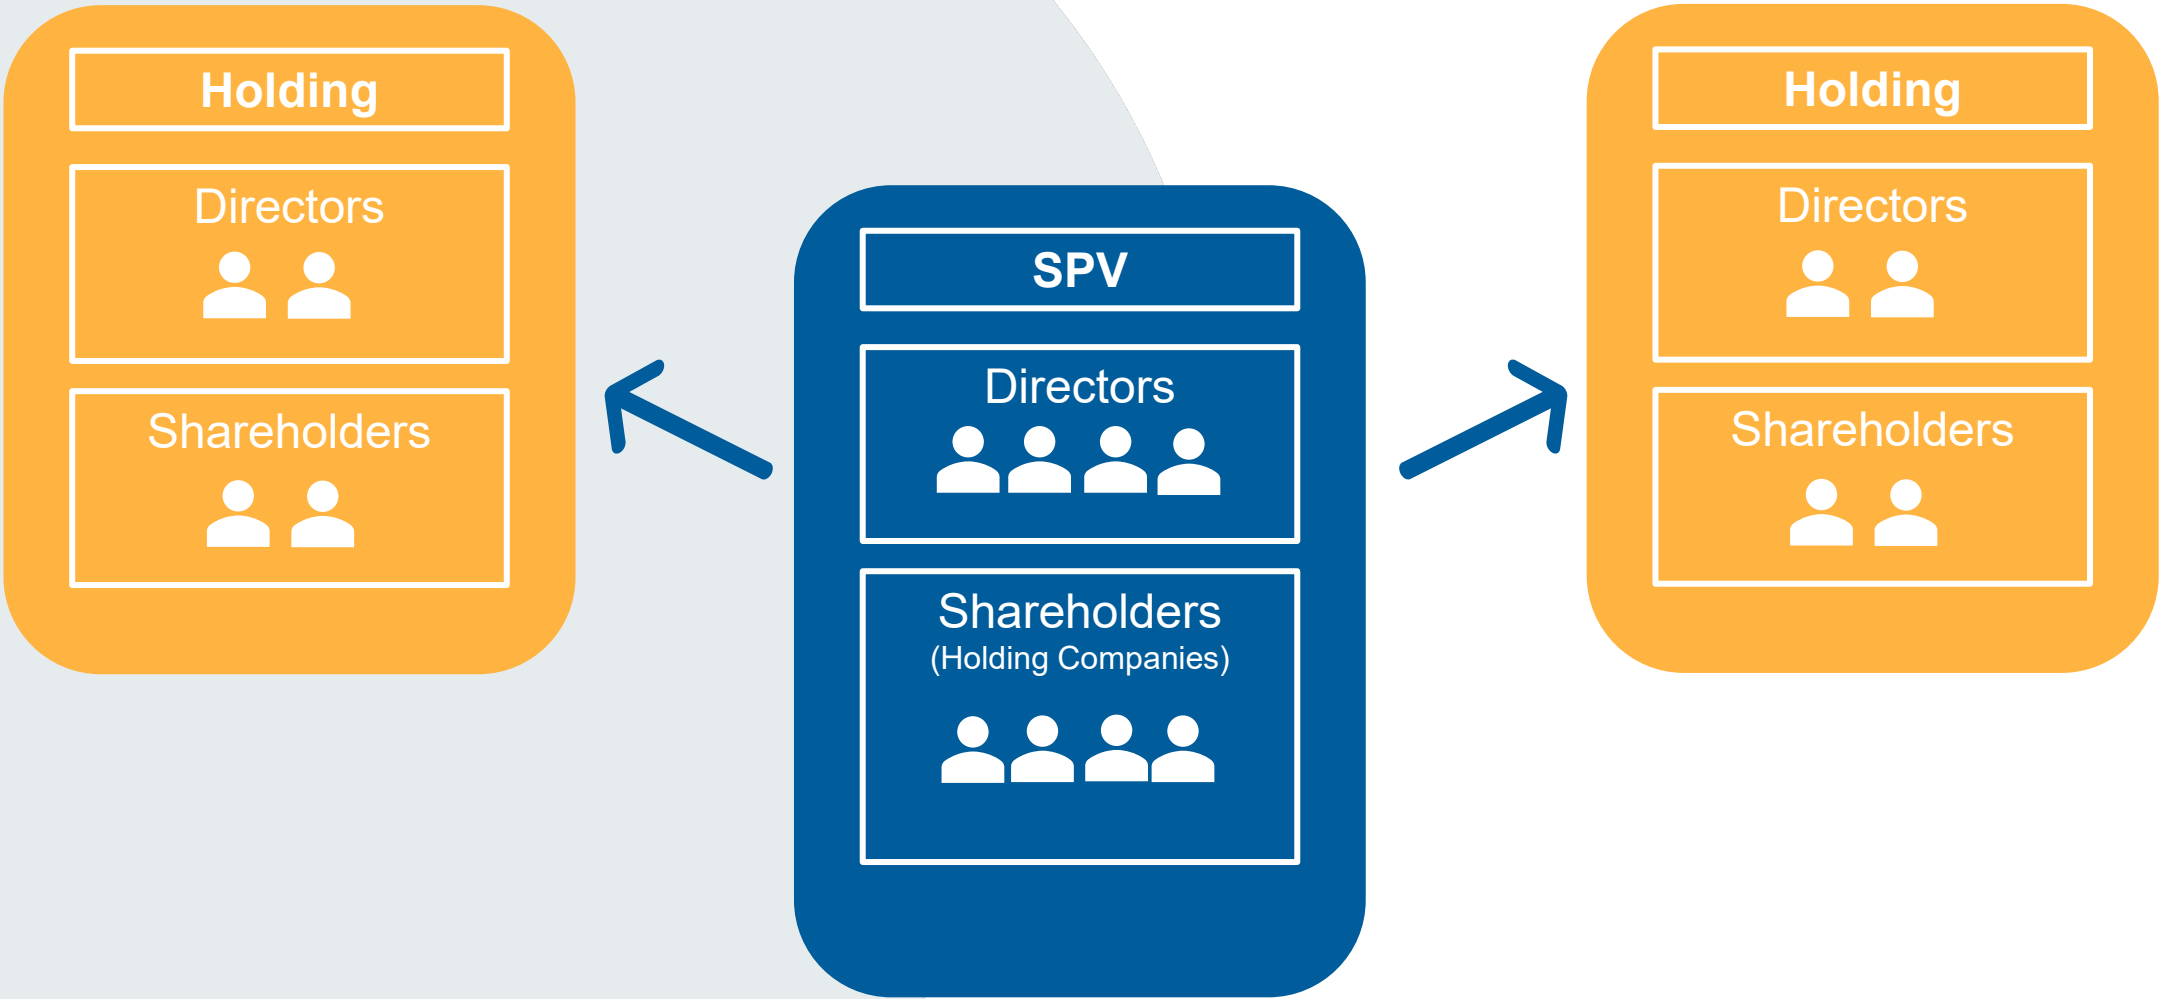 Holding
Directors
Shareholders
SPV
Directors
Shareholders
(Holding Companies)
Holding
Directors
Shareholders